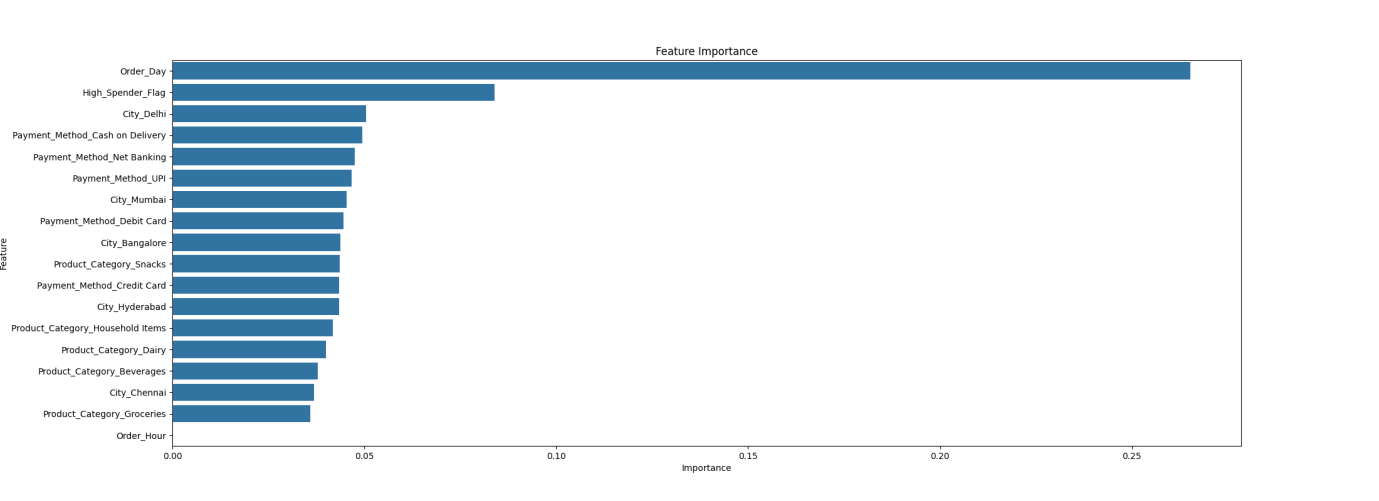 Feature Importance
Order_Day
High_Spender_Flag
City_Delhi
Payment_Method_Cash on Delivery
Payment_Method_Net Banking
Payment_Method_UPI
City_Mumbai
Payment_Method_Debit Card
City_Bangalore
Product_Category_Snacks
Payment_Method_Credit Card
City_Hyderabad
Product_Category_Household Items
Product_Category_Dairy
Product_Category_Beverages
City_Chennai
Product_Category_Groceries
Order_Hour
Feature
0.00 0.05 0.10 0.15 0.20 0.25
Importance